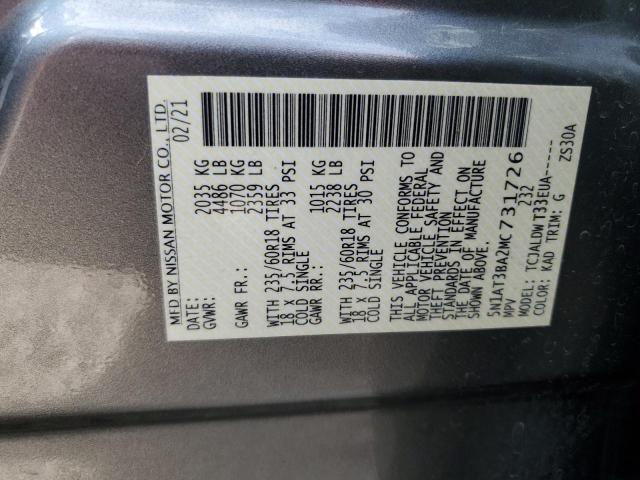 MFD BY NISSAN MOTOR CO., LTD.
DATE: 02/21
GVWR: 2035 KG
4486 LB
GAWR FR.: 1070 KG
2359 LB
WITH 235/60R18 TIRES
18 X 7.5 RIMS AT 33 PSI
COLD SINGLE
GAWR RR.: 1015 KG
2238 LB
WITH 235/60R18 TIRES
18 X 7.5 RIMS AT 30 PSI
COLD SINGLE
THIS VEHICLE CONFORMS TO
ALL APPLICABLE FEDERAL
MOTOR VEHICLE SAFETY AND
THEFT PREVENTION
STANDARDS IN EFFECT ON
THE DATE OF MANUFACTURE
SHOWN ABOVE.
5N1AT3BA2MC731726
MPV 232
MODEL: TCJALDWT33EUA-----
COLOR: KAD TRIM: G ZS30A